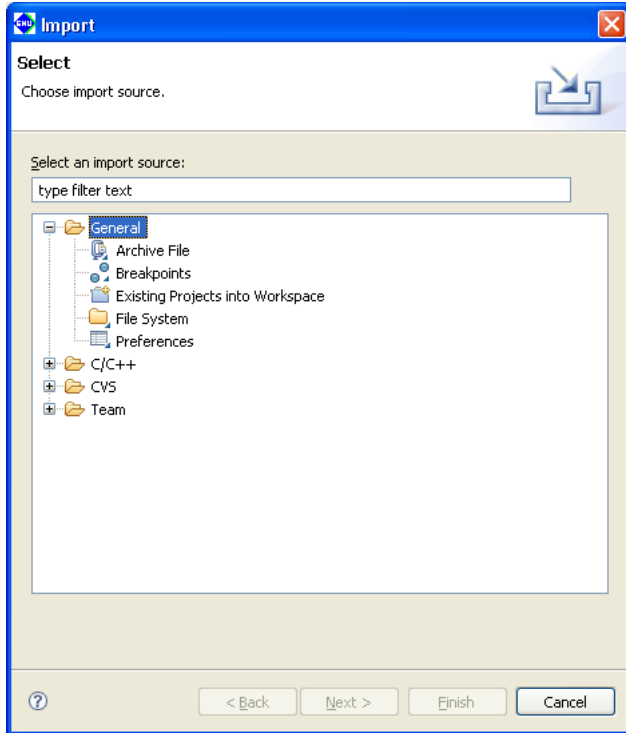 GNU Import
Select
Choose import source.
Select an import source:
type filter text
General
Archive File
Breakpoints
Existing Projects into Workspace
File System
Preferences
C/C++
CVS
Team
? < Back Next > Finish Cancel